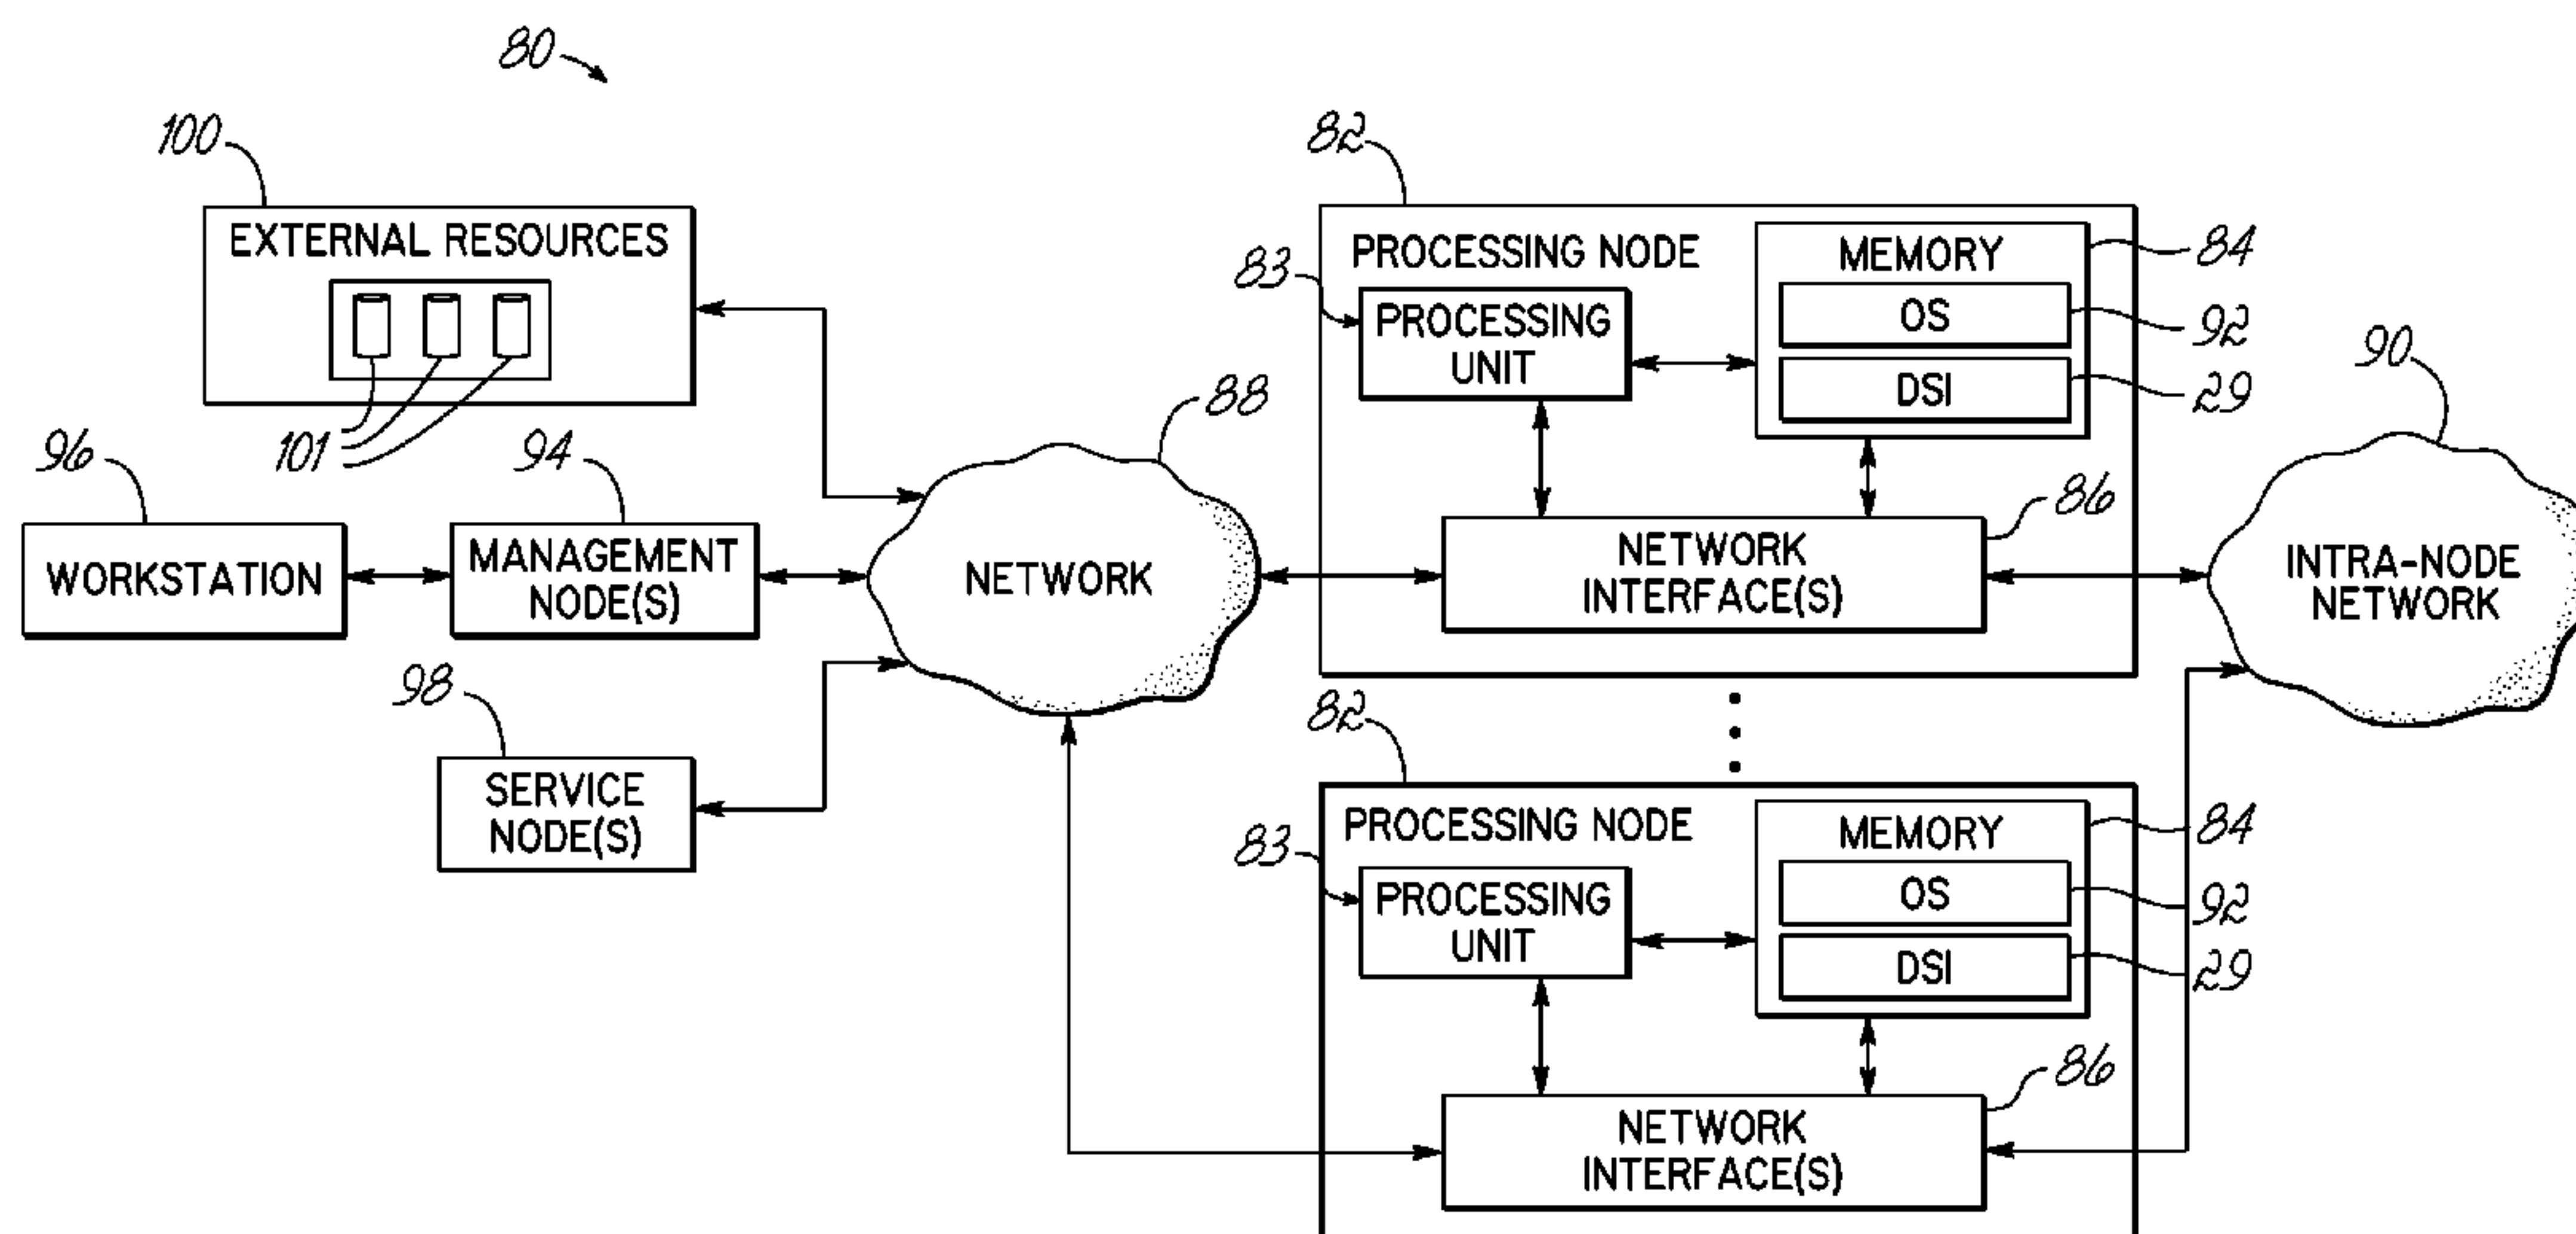 80
100
EXTERNAL RESOURCES
101
96
WORKSTATION
94
MANAGEMENT
NODE(S)
98
SERVICE
NODE(S)
88
NETWORK
82
PROCESSING NODE
83
PROCESSING
UNIT
MEMORY
84
OS
92
DSI
29
86
NETWORK
INTERFACE(S)
90
INTRA-NODE
NETWORK
82
PROCESSING NODE
83
PROCESSING
UNIT
MEMORY
84
OS
92
DSI
29
86
NETWORK
INTERFACE(S)